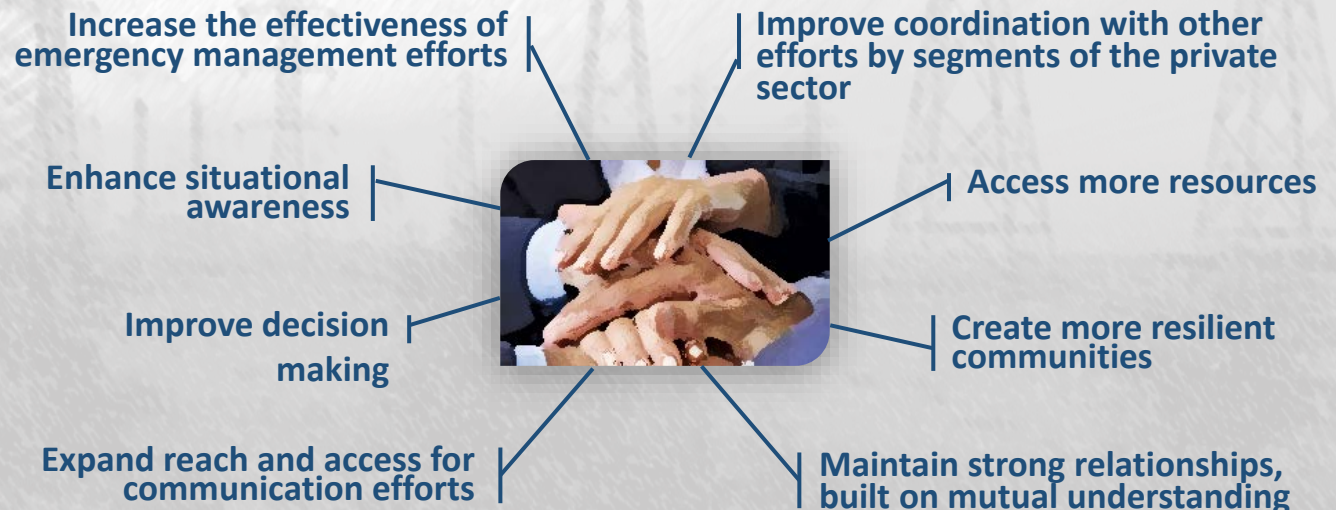 Increase the effectiveness of
emergency management efforts
Improve coordination with other
efforts by segments of the private
sector
Enhance situational
awareness
Access more resources
Improve decision
making
Create more resilient
communities
Expand reach and access for
communication efforts
Maintain strong relationships,
built on mutual understanding